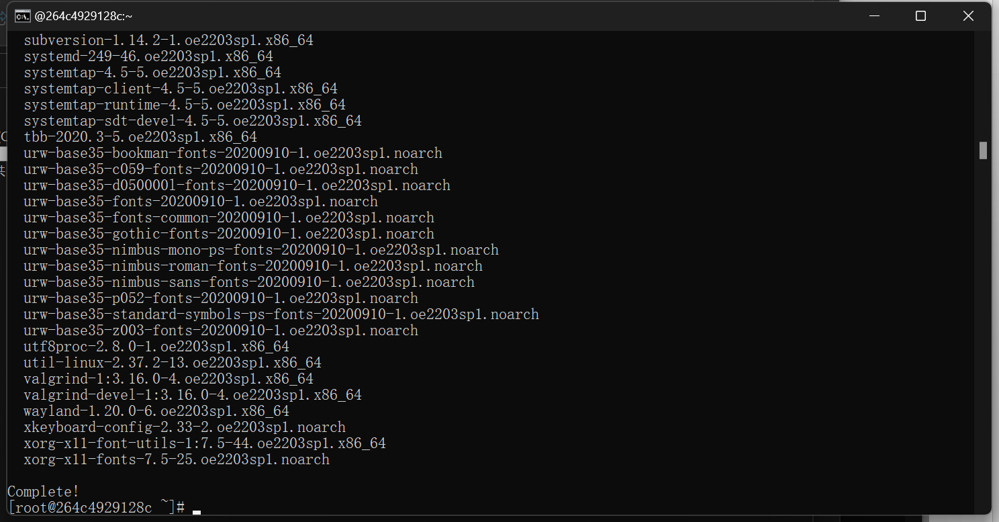 @264c4929128c:~
subversion-1.14.2-1.oe2203sp1.x86_64
systemd-249-46.oe2203sp1.x86_64
systemtap-4.5-5.oe2203sp1.x86_64
systemtap-client-4.5-5.oe2203sp1.x86_64
systemtap-runtime-4.5-5.oe2203sp1.x86_64
systemtap-sdt-devel-4.5-5.oe2203sp1.x86_64
tbb-2020.3-5.oe2203sp1.x86_64
urw-base35-bookman-fonts-20200910-1.oe2203sp1.noarch
urw-base35-c059-fonts-20200910-1.oe2203sp1.noarch
urw-base35-d050000l-fonts-20200910-1.oe2203sp1.noarch
urw-base35-fonts-20200910-1.oe2203sp1.noarch
urw-base35-fonts-common-20200910-1.oe2203sp1.noarch
urw-base35-gothic-fonts-20200910-1.oe2203sp1.noarch
urw-base35-nimbus-mono-ps-fonts-20200910-1.oe2203sp1.noarch
urw-base35-nimbus-roman-fonts-20200910-1.oe2203sp1.noarch
urw-base35-nimbus-sans-fonts-20200910-1.oe2203sp1.noarch
urw-base35-p052-fonts-20200910-1.oe2203sp1.noarch
urw-base35-standard-symbols-ps-fonts-20200910-1.oe2203sp1.noarch
urw-base35-z003-fonts-20200910-1.oe2203sp1.noarch
utf8proc-2.8.0-1.oe2203sp1.x86_64
util-linux-2.37.2-13.oe2203sp1.x86_64
valgrind-1:3.16.0-4.oe2203sp1.x86_64
valgrind-devel-1:3.16.0-4.oe2203sp1.x86_64
wayland-1.20.0-6.oe2203sp1.x86_64
xkeyboard-config-2.33-2.oe2203sp1.noarch
xorg-x11-font-utils-1:7.5-44.oe2203sp1.x86_64
xorg-x11-fonts-7.5-25.oe2203sp1.noarch
Complete!
[root@264c4929128c ~]#